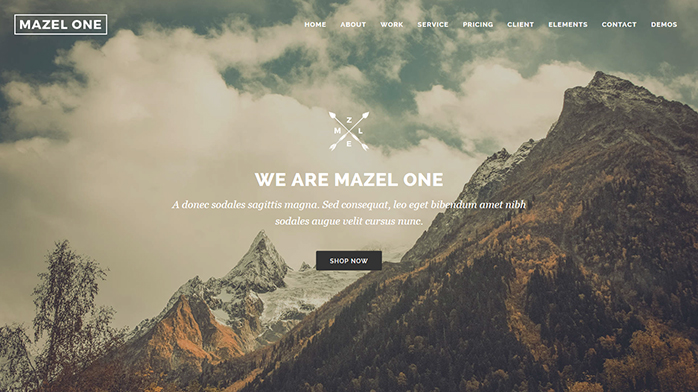 MAZEL ONE
HOME ABOUT WORK SERVICE PRICING CLIENT ELEMENTS CONTACT DEMOS
Z
M L
E
WE ARE MAZEL ONE
A donec sodales sagittis magna. Sed consequat, leo eget bibendum amet nibh
sodales augue velit cursus nunc.
SHOP NOW